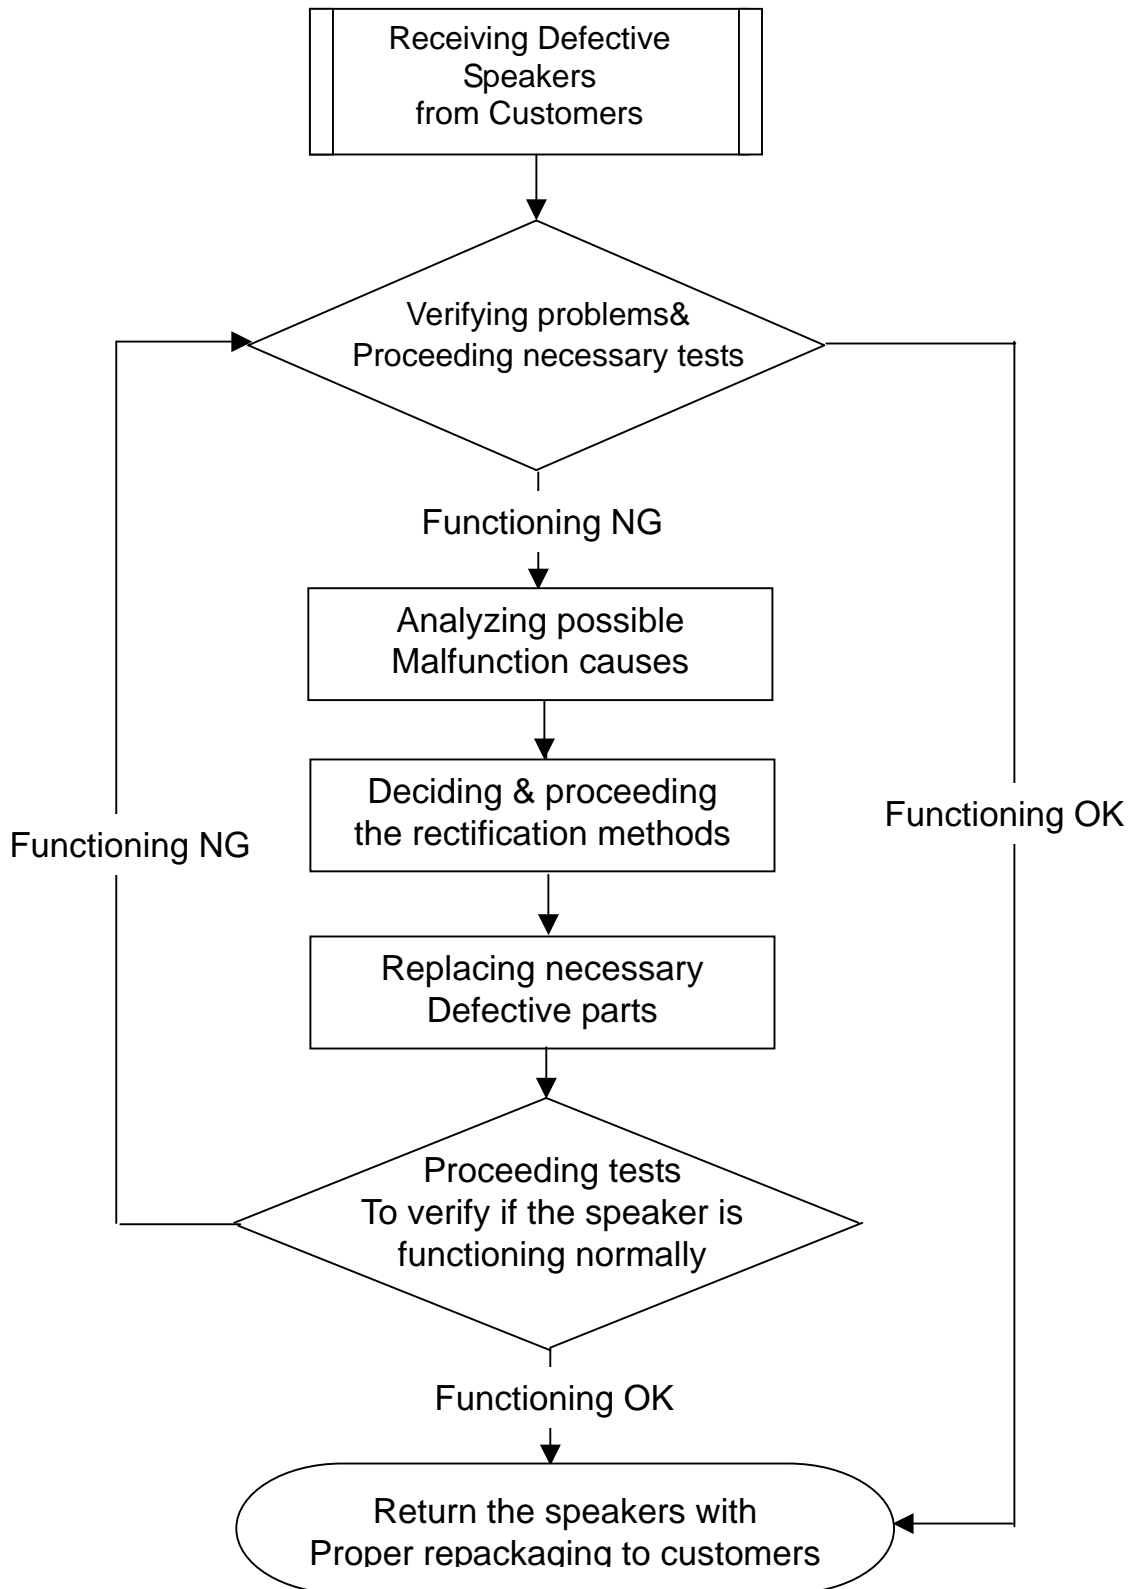 Receiving Defective
Speakers
from Customers
Verifying problems&
Proceeding necessary tests
Functioning NG
Analyzing possible
Malfunction causes
Deciding & proceeding
the rectification methods
Functioning OK
Functioning NG
Replacing necessary
Defective parts
Proceeding tests
To verify if the speaker is
functioning normally
Functioning OK
Return the speakers with
Proper repackaging to customers